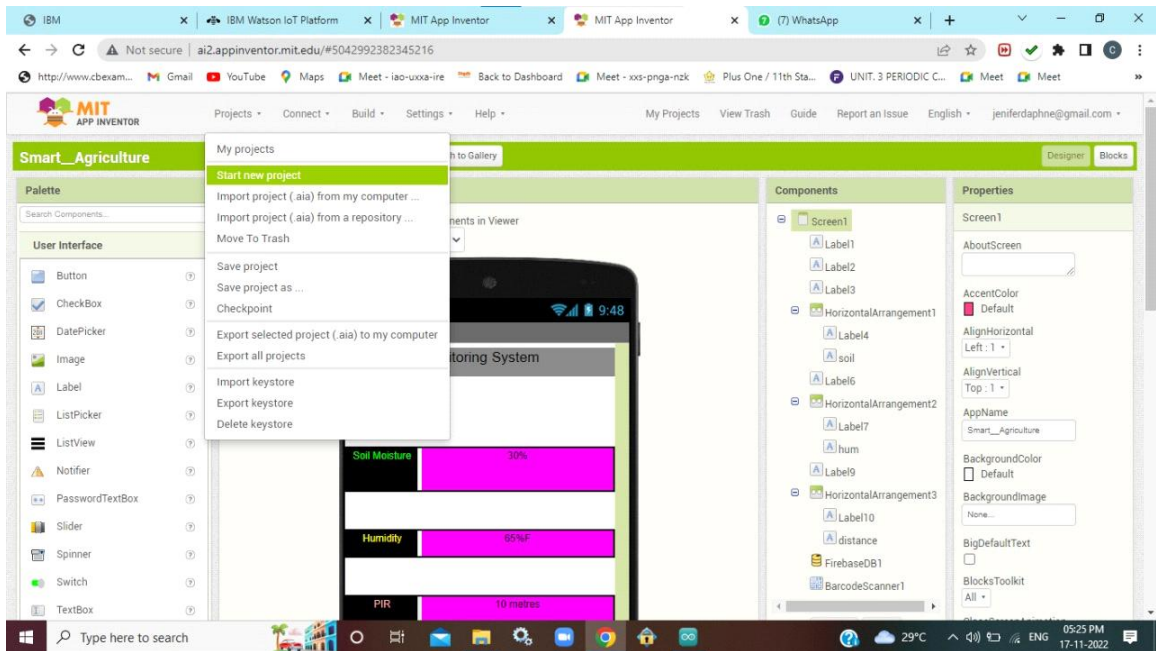 IBM
IBM Watson IoT Platform
MIT App Inventor
MIT App Inventor
(7) WhatsApp
Not secure | ai2.appinventor.mit.edu/#5042992382345216
http://www.cbexam...
Gmail
YouTube
Maps
Meet - iao-uxxa-ire
Back to Dashboard
Meet - xxs-pnga-nzk
Plus One / 11th Sta...
UNIT. 3 PERIODIC C...
Meet
Meet
MIT
APP INVENTOR
Projects
Connect
Build
Settings
Help
My Projects
View Trash
Guide
Report an Issue
English
jeniferdaphne@gmail.com
Smart__Agriculture
h to Gallery
Designer
Blocks
My projects
Start new project
Import project (.aia) from my computer ...
Import project (.aia) from a repository ...
Move To Trash
Save project
Save project as ...
Checkpoint
Export selected project (.aia) to my computer
Export all projects
Import keystore
Export keystore
Delete keystore
Palette
Search Components...
User Interface
Button
CheckBox
DatePicker
Image
Label
ListPicker
ListView
Notifier
PasswordTextBox
Slider
Spinner
Switch
TextBox
nents in Viewer
9:48
itoring System
Soil Moisture
30%
Humidity
65%F
PIR
10 metres
Components
Screen1
Label1
Label2
Label3
HorizontalArrangement1
Label4
soil
Label6
HorizontalArrangement2
Label7
hum
Label9
HorizontalArrangement3
Label10
distance
FirebaseDB1
BarcodeScanner1
Properties
Screen1
AboutScreen
AccentColor
Default
AlignHorizontal
Left : 1
AlignVertical
Top : 1
AppName
Smart__Agriculture
BackgroundColor
Default
BackgroundImage
None...
BigDefaultText
BlocksToolkit
All
Type here to search
29°C
ENG
05:25 PM
17-11-2022